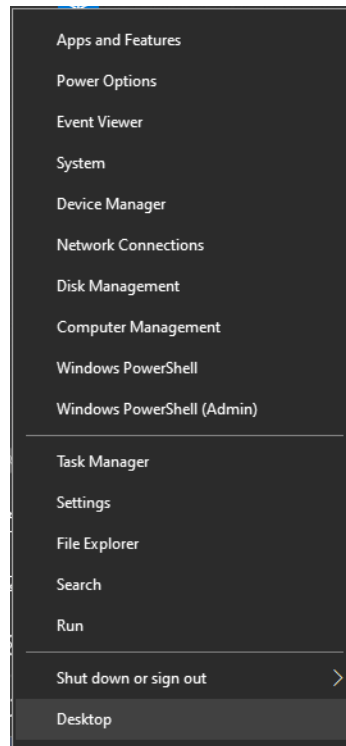 Apps and Features
Power Options
Event Viewer
System
Device Manager
Network Connections
Disk Management
Computer Management
Windows PowerShell
Windows PowerShell (Admin)
Task Manager
Settings
File Explorer
Search
Run
Shut down or sign out
Desktop